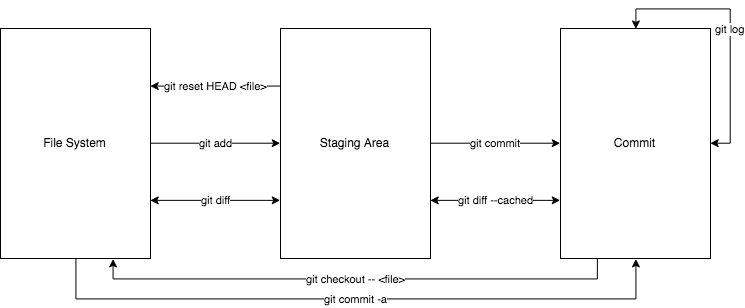 git log
git reset HEAD <file>
File System
git add
Staging Area
git commit
Commit
git diff
git diff --cached
git checkout -- <file>
git commit -a